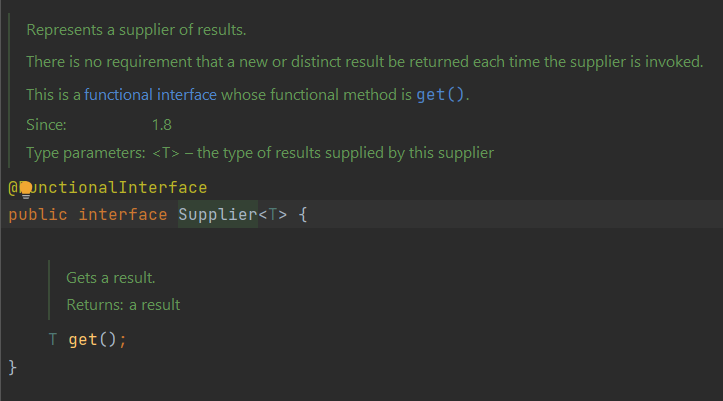 Represents a supplier of results.
There is no requirement that a new or distinct result be returned each time the supplier is invoked.
This is a functional interface whose functional method is get().
Since: 1.8
Type parameters: <T> – the type of results supplied by this supplier
@FunctionalInterface
public interface Supplier<T> {
Gets a result.
Returns: a result
T get();
}